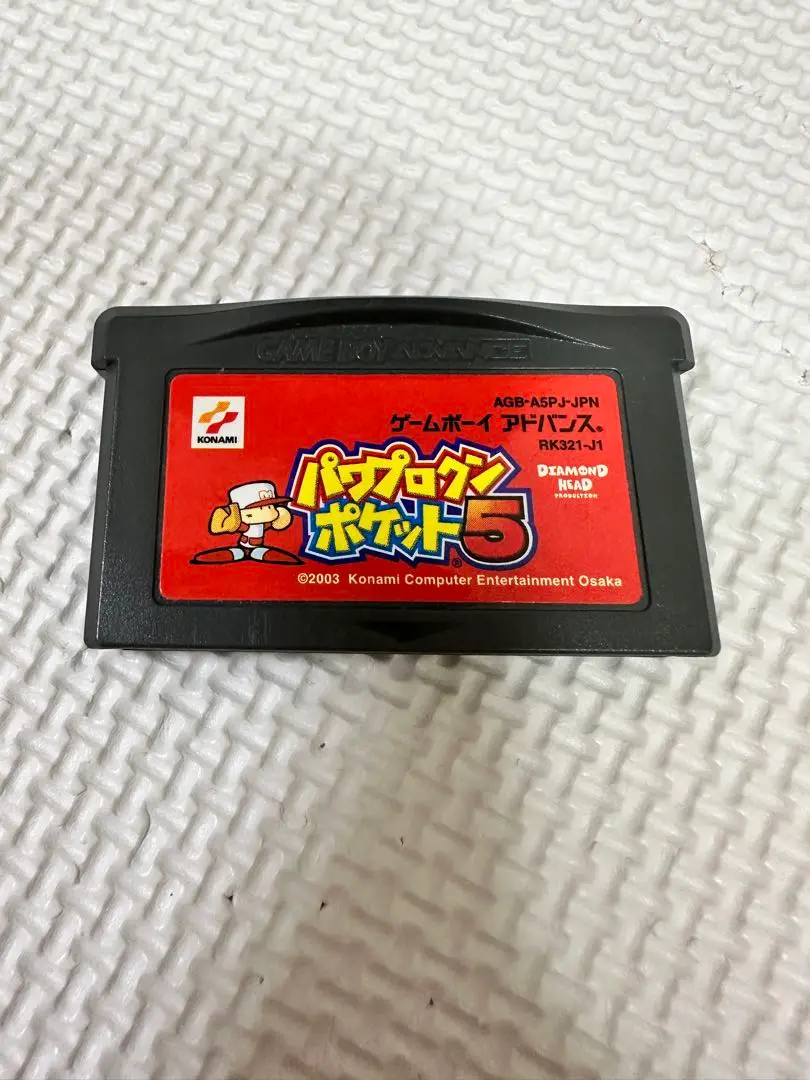 GAME BOY ADVANCE
AGB-A5PJ-JPN
ゲームボーイ アドバンス®
RK321-J1
KONAMI
パワプロクン
ポケット5®
DIAMOND
HEAD
PRODUCTION
©2003 Konami Computer Entertainment Osaka